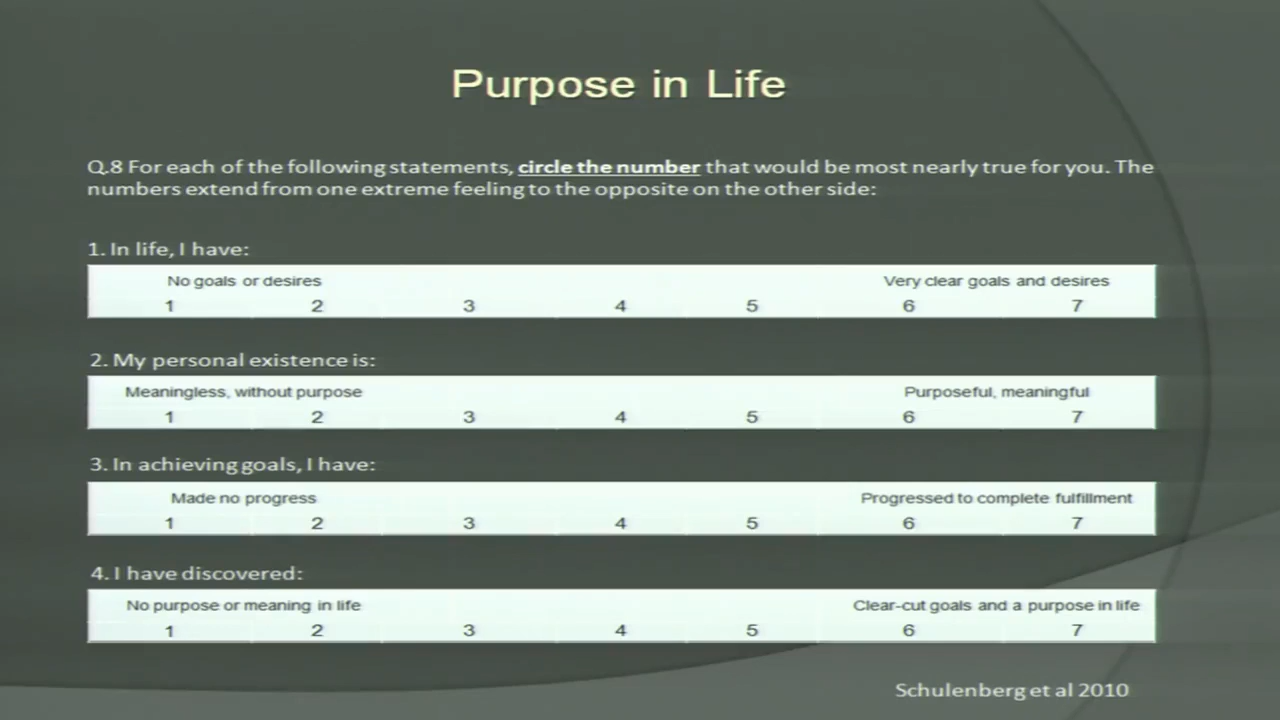 Purpose in Life
Q.8 For each of the following statements, circle the number that would be most nearly true for you. The
numbers extend from one extreme feeling to the opposite on the other side:
1. In life, I have:
No goals or desires Very clear goals and desires
1 2 3 4 5 6 7
2. My personal existence is:
Meaningless, without purpose Purposeful, meaningful
1 2 3 4 5 6 7
3. In achieving goals, I have:
Made no progress Progressed to complete fulfillment
1 2 3 4 5 6 7
4. I have discovered:
No purpose or meaning in life Clear-cut goals and a purpose in life
1 2 3 4 5 6 7
Schulenberg et al 2010